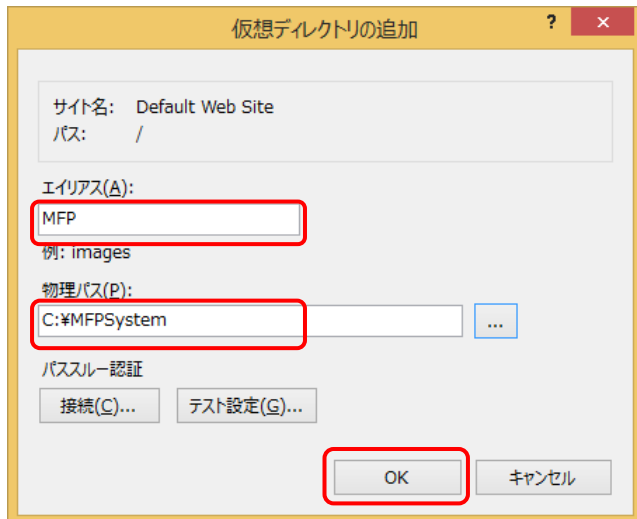 仮想ディレクトリの追加 ? ×
サイト名: Default Web Site
パス: /
エイリアス(A):
MFP
例: images
物理パス(P):
C:¥MFPSystem ...
パススルー認証
接続(C)... テスト設定(G)...
OK キャンセル